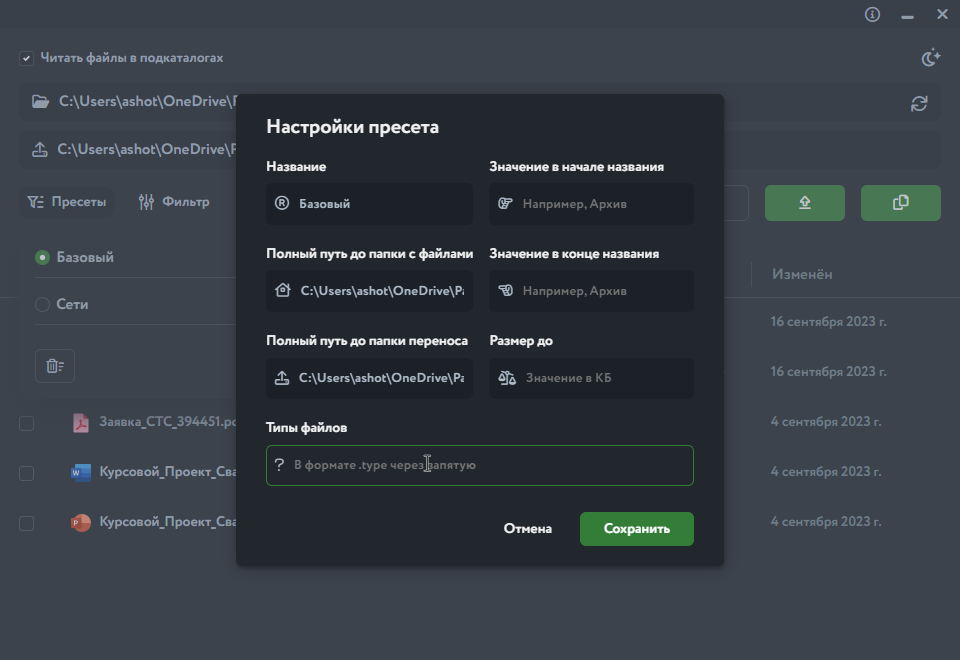 Читать файлы в подкаталогах
C:\Users\ashot\OneDrive\
C:\Users\ashot\OneDrive\
Пресеты
Фильтр
Базовый
Сети
Изменён
16 сентября 2023 г.
16 сентября 2023 г.
Заявка_СТС_394451.pd
4 сентября 2023 г.
Курсовой_Проект_Сва
4 сентября 2023 г.
Курсовой_Проект_Сва
4 сентября 2023 г.
Настройки пресета
Название
Значение в начале названия
Базовый
Например, Архив
Полный путь до папки с файлами
Значение в конце названия
C:\Users\ashot\OneDrive\Pa
Например, Архив
Полный путь до папки переноса
Размер до
C:\Users\ashot\OneDrive\Pa
Значение в КБ
Типы файлов
В формате .type через запятую
Отмена
Сохранить